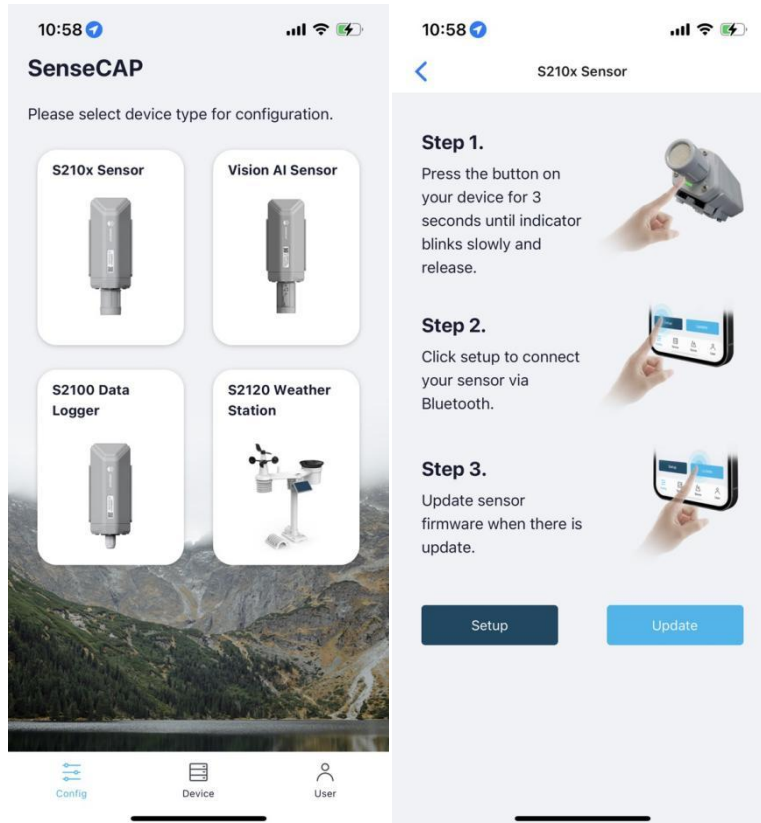 10:58
SenseCAP
Please select device type for configuration.
S210x Sensor
Vision AI Sensor
S2100 Data
Logger
S2120 Weather
Station
Config
Device
User
10:58
S210x Sensor
Step 1.
Press the button on
your device for 3
seconds until indicator
blinks slowly and
release.
Step 2.
Click setup to connect
your sensor via
Bluetooth.
Step 3.
Update sensor
firmware when there is
update.
Setup
Update